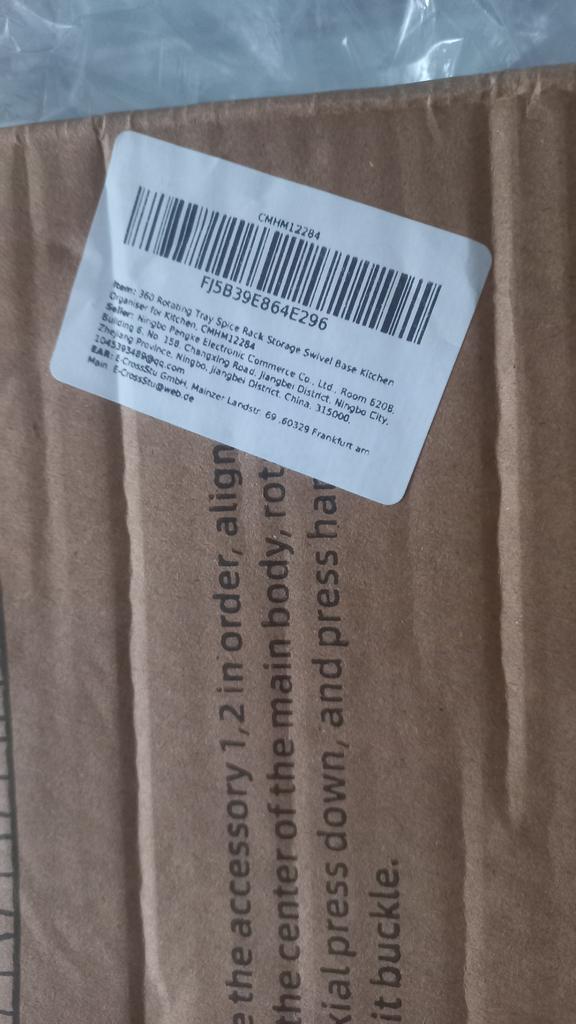 CMHM12284
FJ5B39E864E296
Item: 360 Rotating Tray Spice Rack Storage Swivel Base Kitchen
Organiser for Kitchen. CMHM12284
Seller: Ningbo Pengke Electronic Commerce Co., Ltd. Room 620B.
Building 8. No. 158. Changxing Road. Jiangbei District. Ningbo City.
Zhejiang Province. Ningbo. Jiangbei District. China. 315000.
1045393489@qq.com
EAR: E-CrossStu GmbH. Mainzer Landstr. 69 .60329 Frankfurt am
Main. E-CrossStu@web.de
e the accessory 1,2 in order, align
the center of the main body, rot
xial press down, and press har
it buckle.